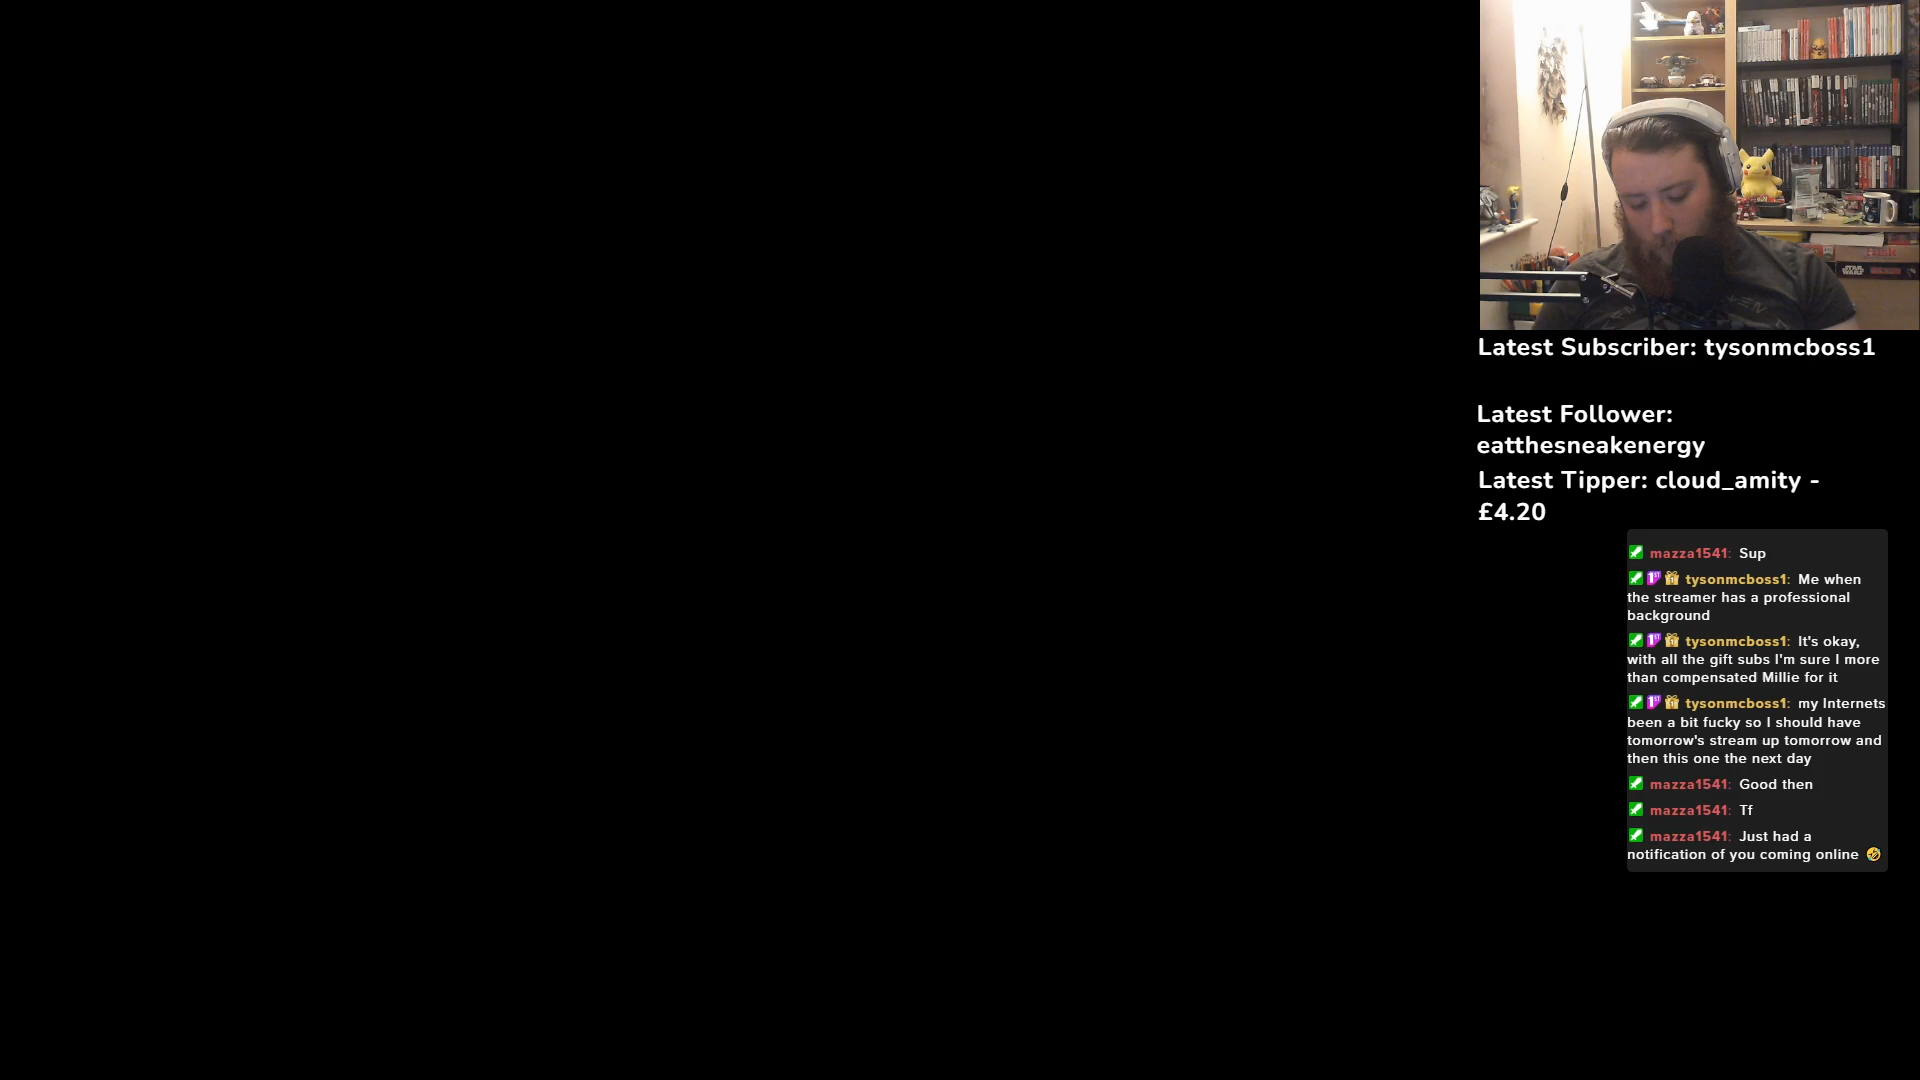 Latest Subscriber: tysonmcboss1
Latest Follower:
eatthesneakenergy
Latest Tipper: cloud_amity -
£4.20
mazza1541: Sup
tysonmcboss1: Me when
the streamer has a professional
background
tysonmcboss1: It's okay,
with all the gift subs I'm sure I more
than compensated Millie for it
tysonmcboss1: my Internets
been a bit fucky so I should have
tomorrow's stream up tomorrow and
then this one the next day
mazza1541: Good then
mazza1541: Tf
mazza1541: Just had a
notification of you coming online 🤣